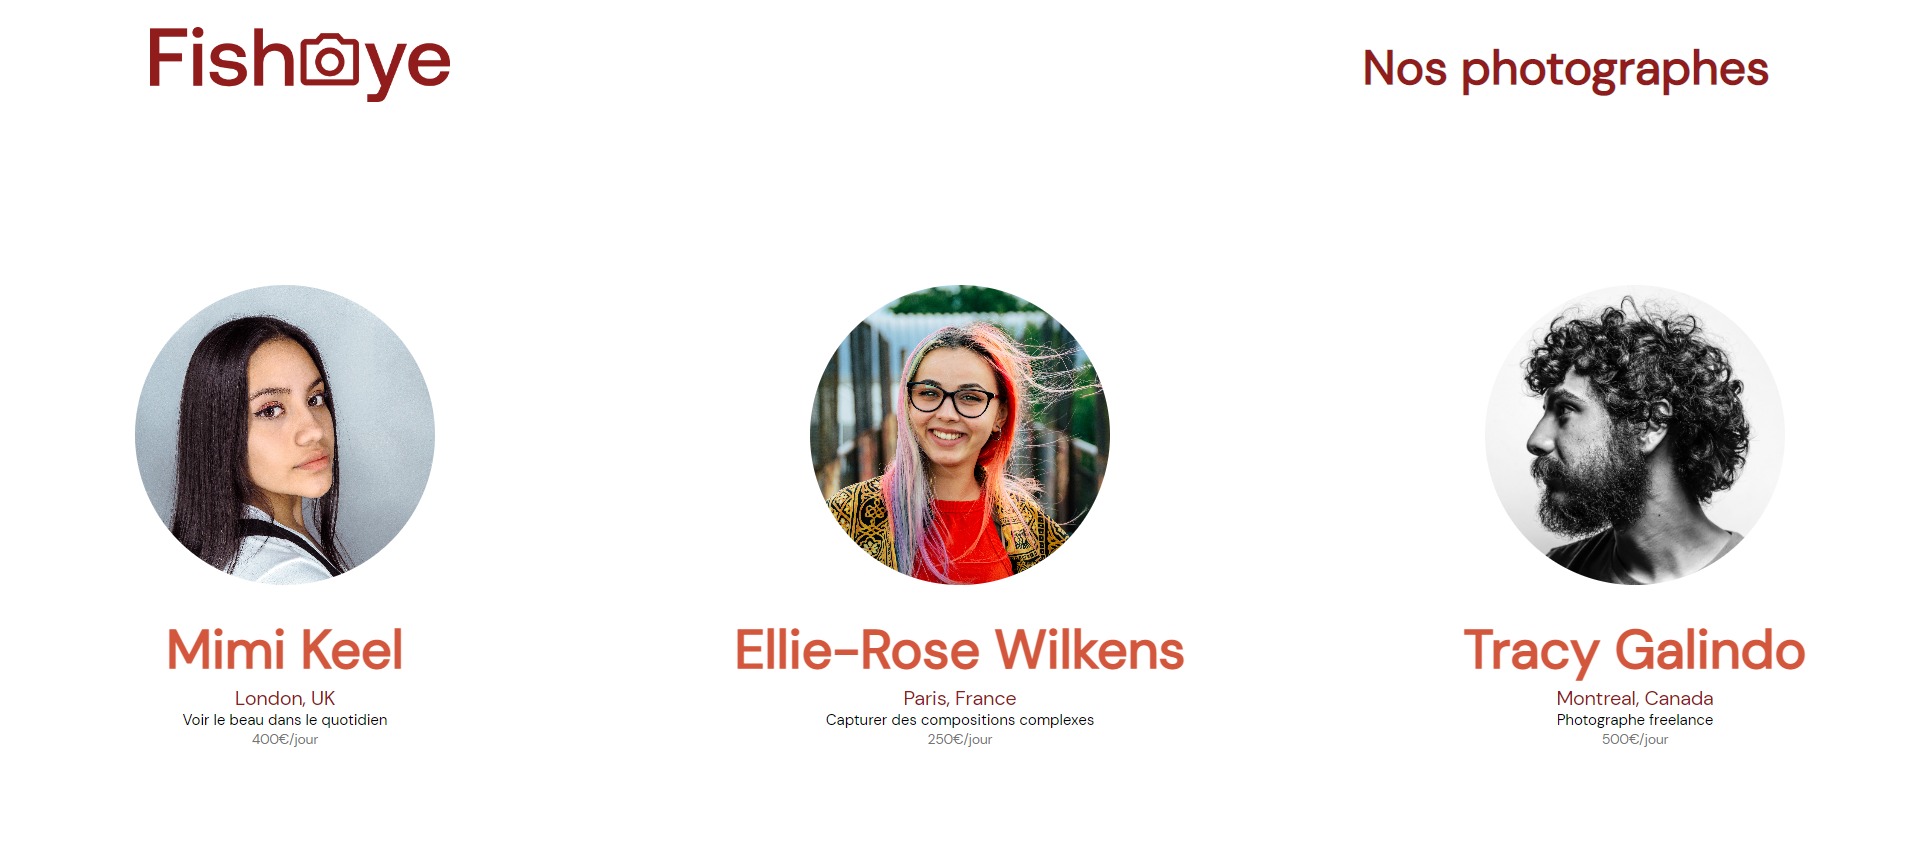 Fisheye
Nos photographes
Mimi Keel
London, UK
Voir le beau dans le quotidien
400€/jour
Ellie-Rose Wilkens
Paris, France
Capturer des compositions complexes
250€/jour
Tracy Galindo
Montreal, Canada
Photographe freelance
500€/jour